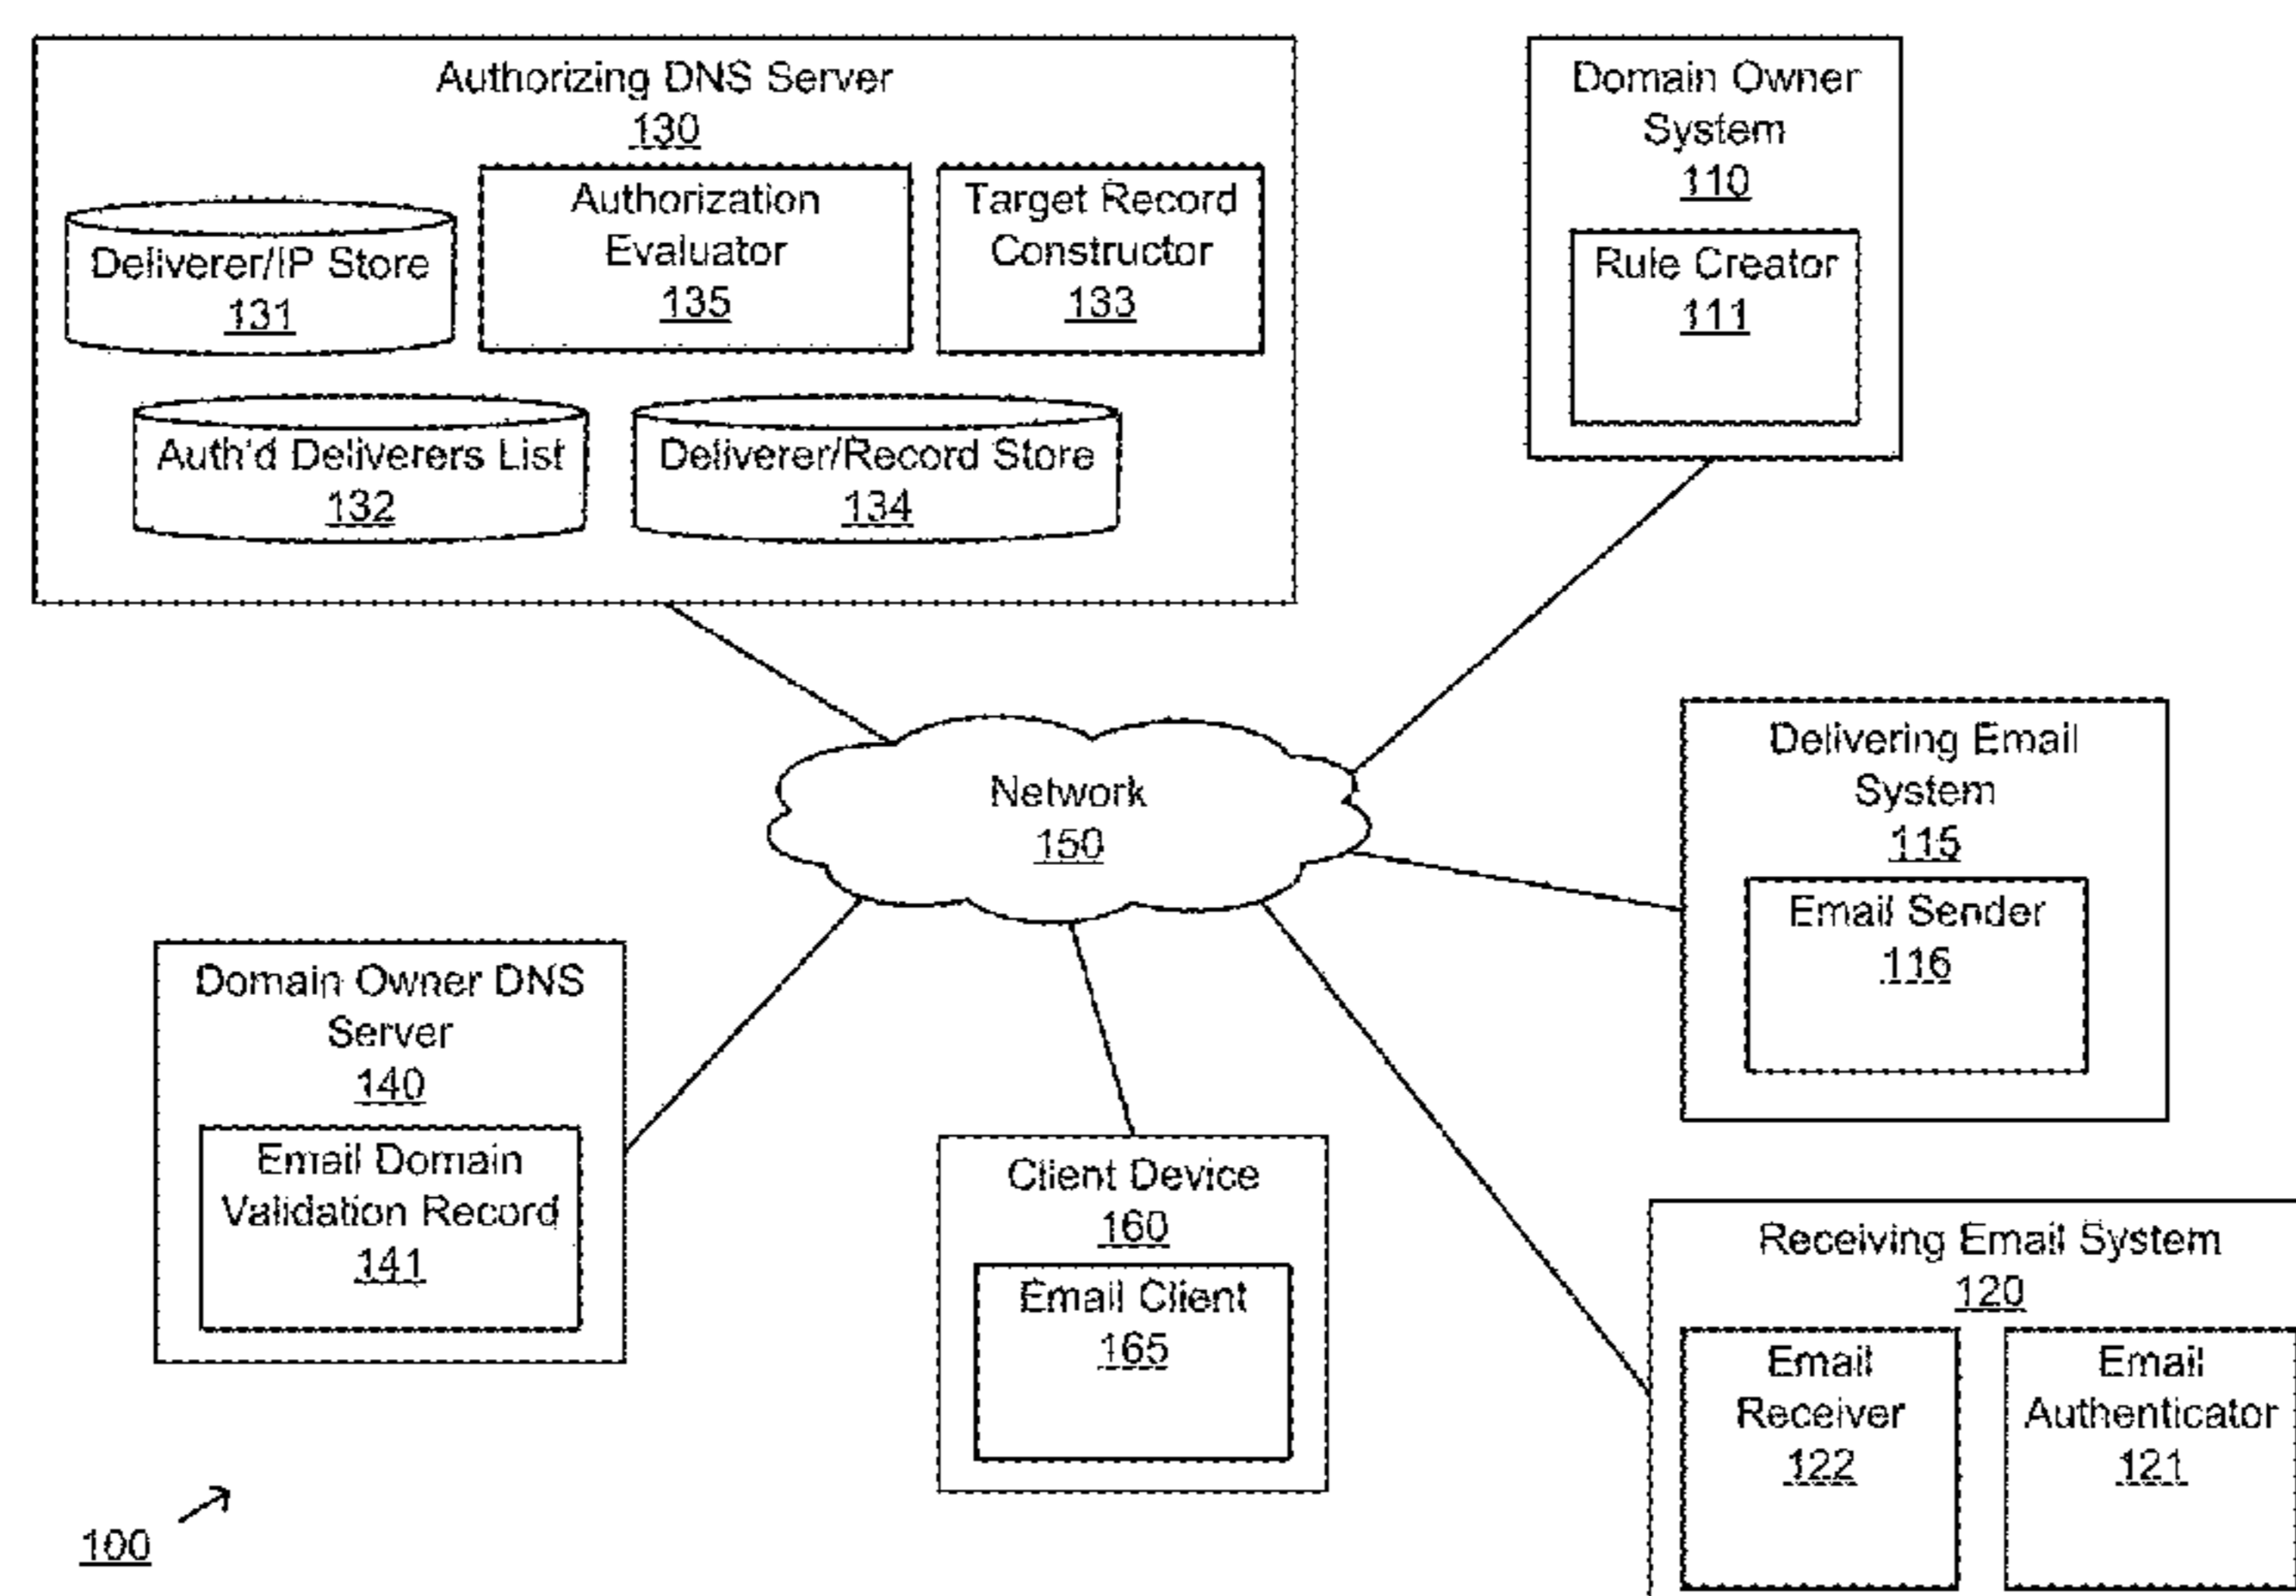 Authorizing DNS Server
130
Deliverer/IP Store
131
Authorization
Evaluator
135
Target Record
Constructor
133
Auth'd Deliverers List
132
Deliverer/Record Store
134
Domain Owner
System
110
Rule Creator
111
Network
150
Delivering Email
System
115
Email Sender
116
Domain Owner DNS
Server
140
Email Domain
Validation Record
141
Client Device
160
Email Client
165
Receiving Email System
120
Email
Receiver
122
Email
Authenticator
121
100